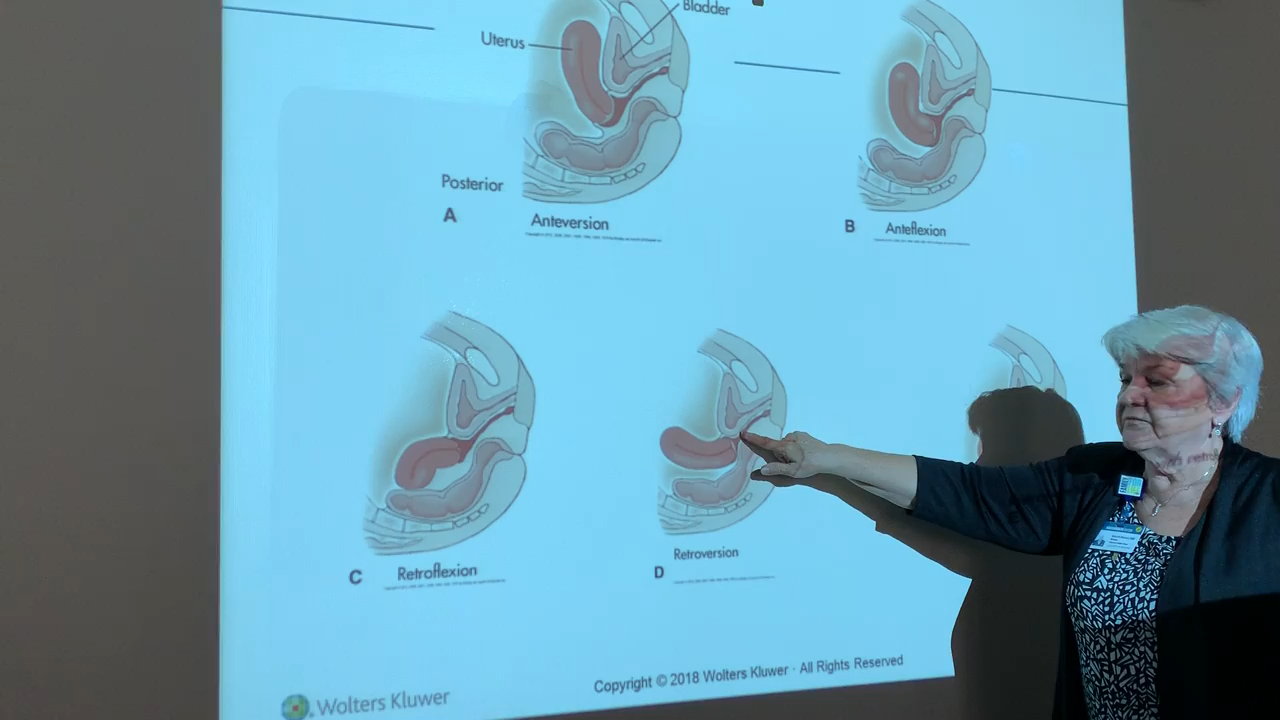 Bladder
Uterus
Posterior
A
Anteversion
B
Anteflexion
C
Retroflexion
D
Retroversion
Copyright © 2018 Wolters Kluwer · All Rights Reserved
Wolters Kluwer